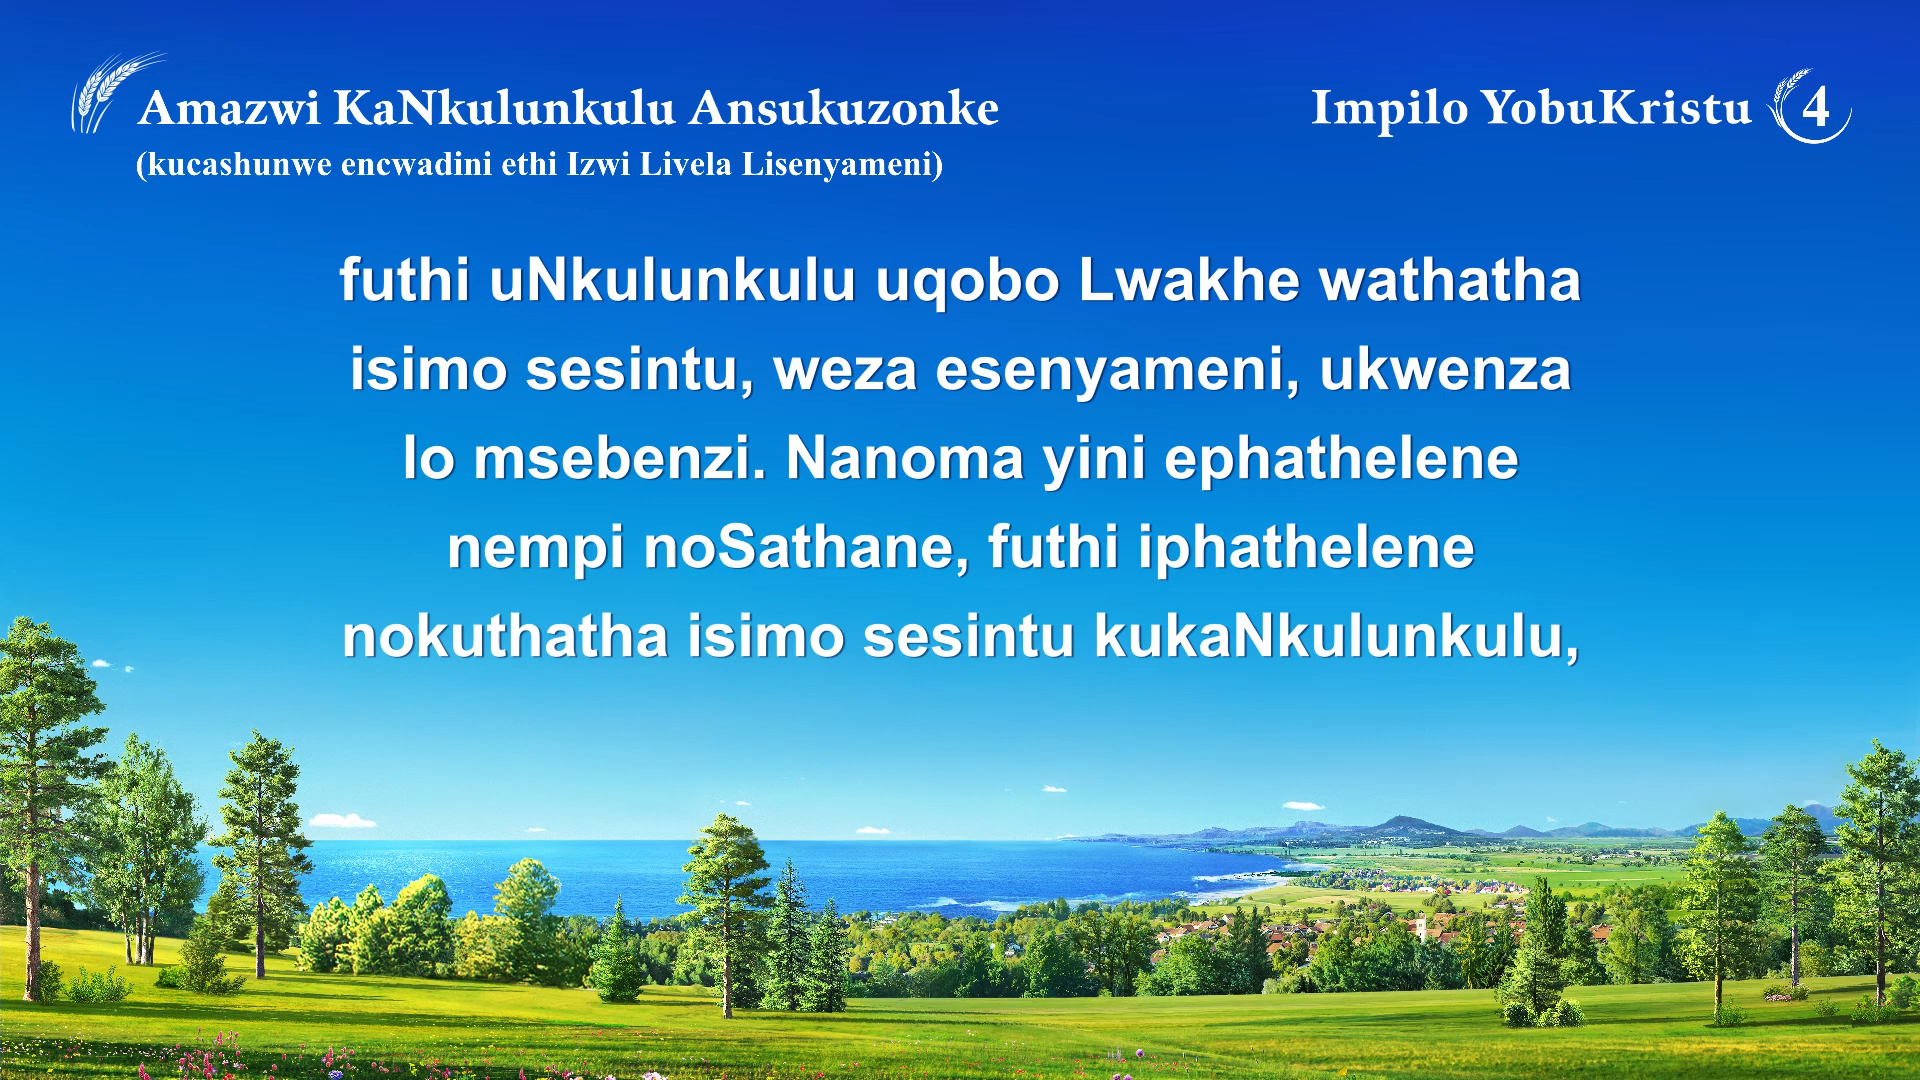 Amazwi KaNkulunkulu Ansukuzonke
(kucashunwe encwadini ethi Izwi Livela Lisenyameni)
Impilo YobuKristu 4
futhi uNkulunkulu uqobo Lwakhe wathatha
isimo sesintu, weza esenyameni, ukwenza
lo msebenzi. Nanoma yini ephathelene
nempi noSathane, futhi iphathelene
nokuthatha isimo sesintu kukaNkulunkulu,